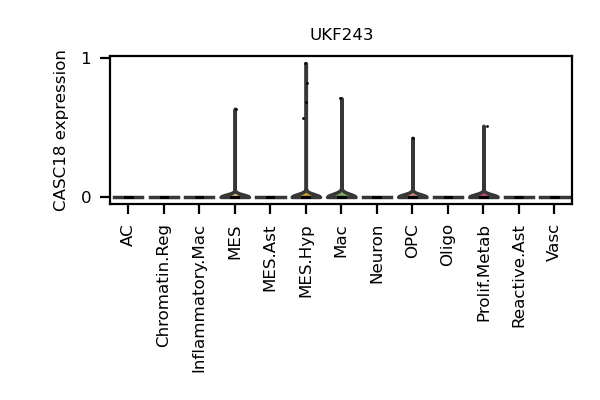 UKF243
CASC18 expression
1
0
AC
Chromatin.Reg
Inflammatory.Mac
MES
MES.Ast
MES.Hyp
Mac
Neuron
OPC
Oligo
Prolif.Metab
Reactive.Ast
Vasc